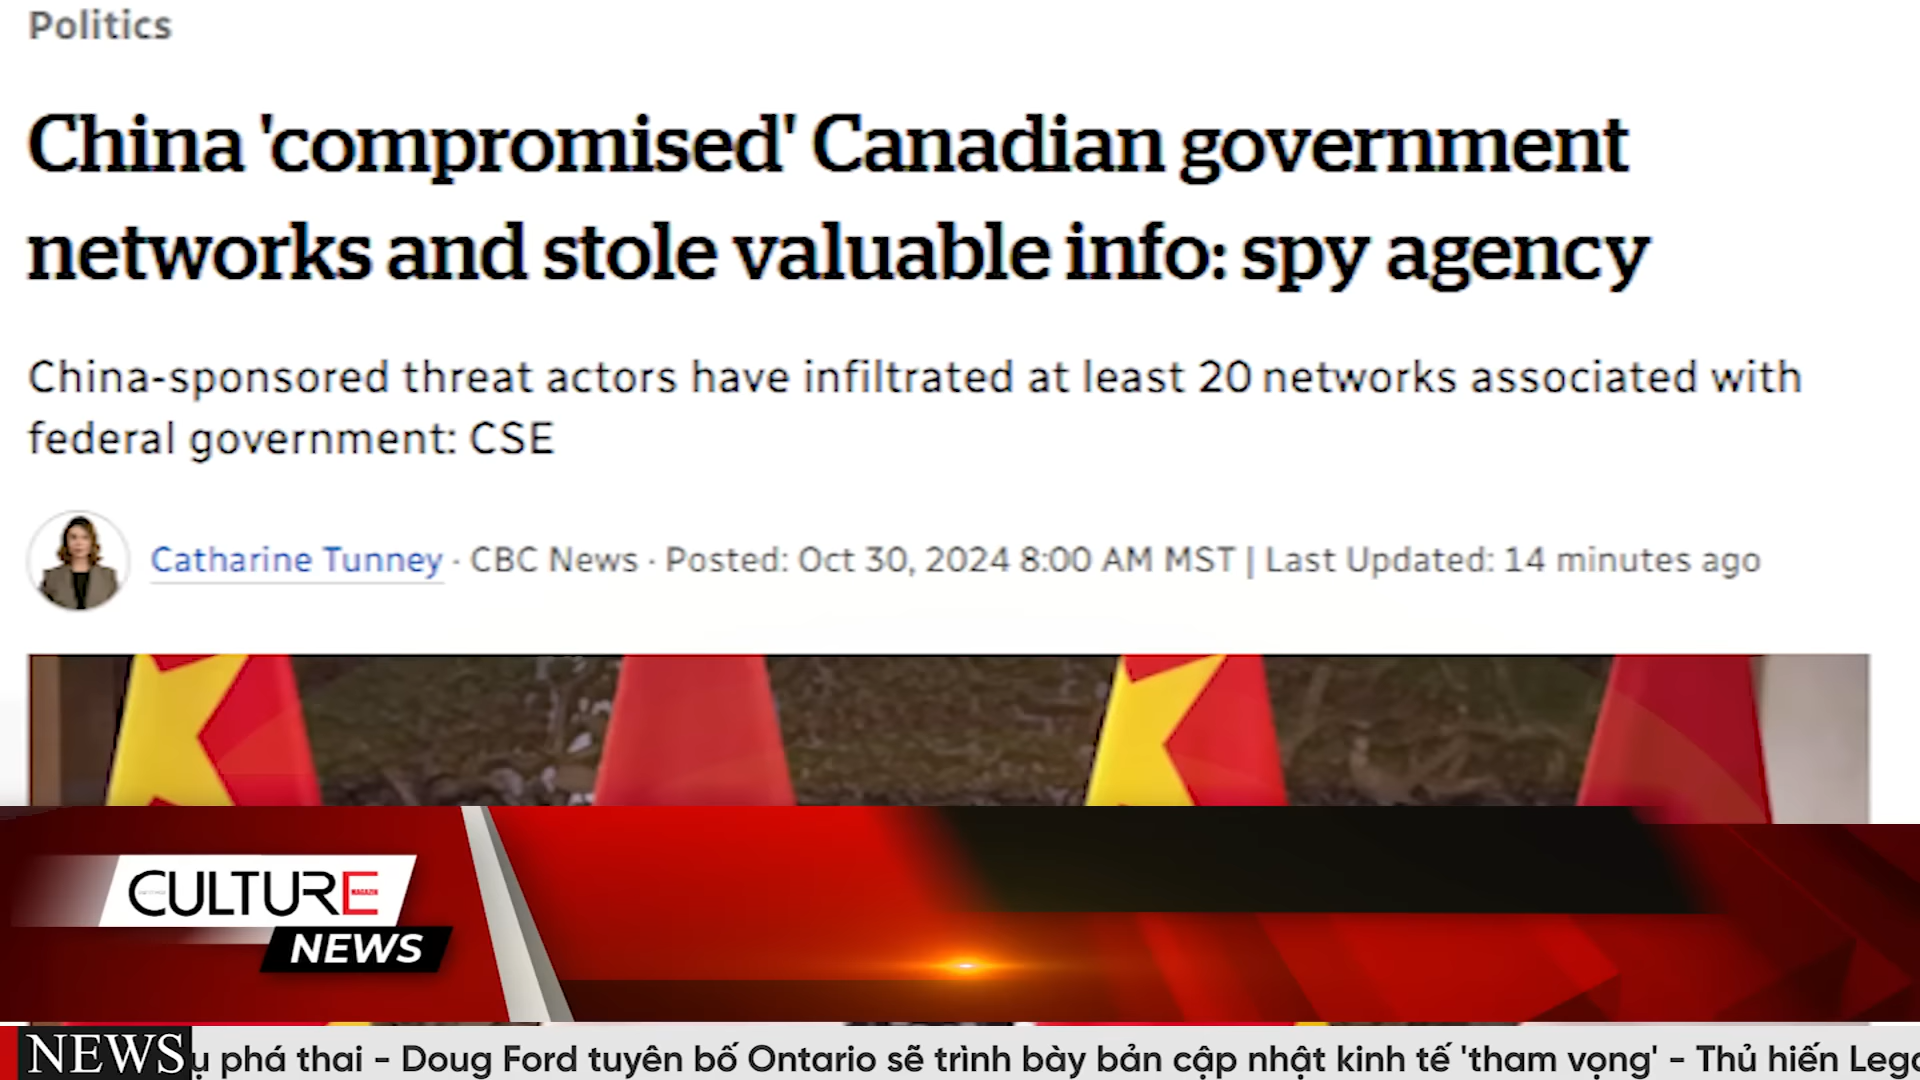 Politics
China 'compromised' Canadian government
networks and stole valuable info: spy agency
China-sponsored threat actors have infiltrated at least 20 networks associated with
federal government: CSE
Catharine Tunney · CBC News · Posted: Oct 30, 2024 8:00 AM MST | Last Updated: 14 minutes ago
CULTURE
MAGAZIN
NEWS
NEWS ụ phá thai - Doug Ford tuyên bố Ontario sẽ trình bày bản cập nhật kinh tế 'tham vọng' - Thủ hiến